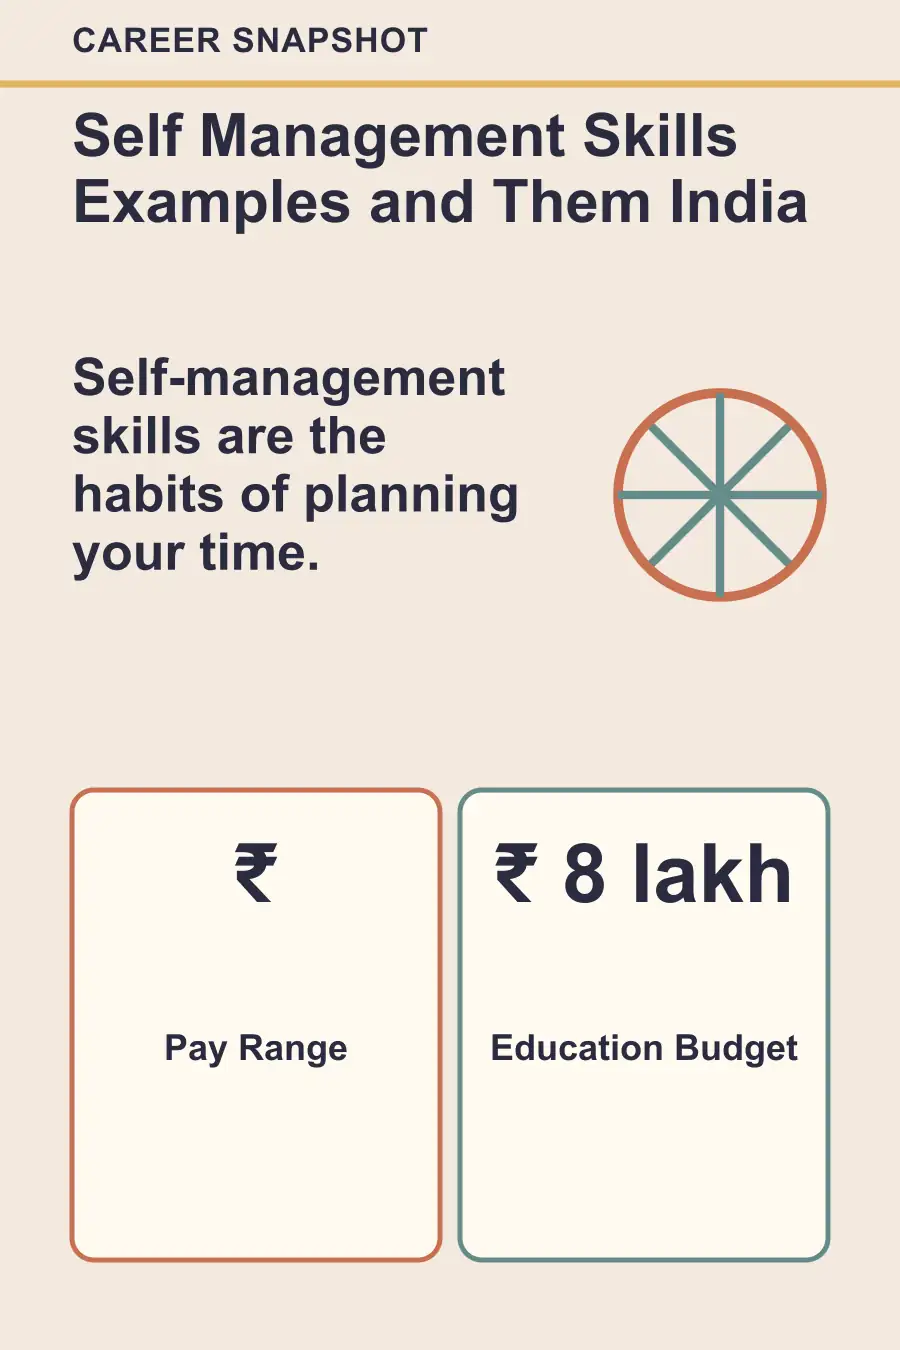 CAREER SNAPSHOT
Self Management Skills
Examples and Them India
Self-management
skills are the
habits of planning
your time.
₹
Pay Range
₹ 8 lakh
Education Budget